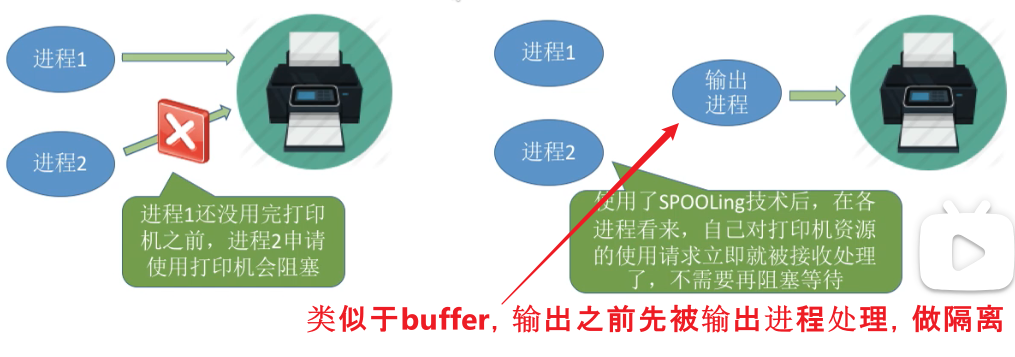 进程1
进程2
进程1还没用完打印
机之前，进程2申请
使用打印机会阻塞
进程1
进程2
输出
进程
使用了SPOOLing技术后，在各
进程看来，自己对打印机资源
的使用请求立即就被接收处理
了，不需要再阻塞等待
类似于buffer，输出之前先被输出进程处理，做隔离